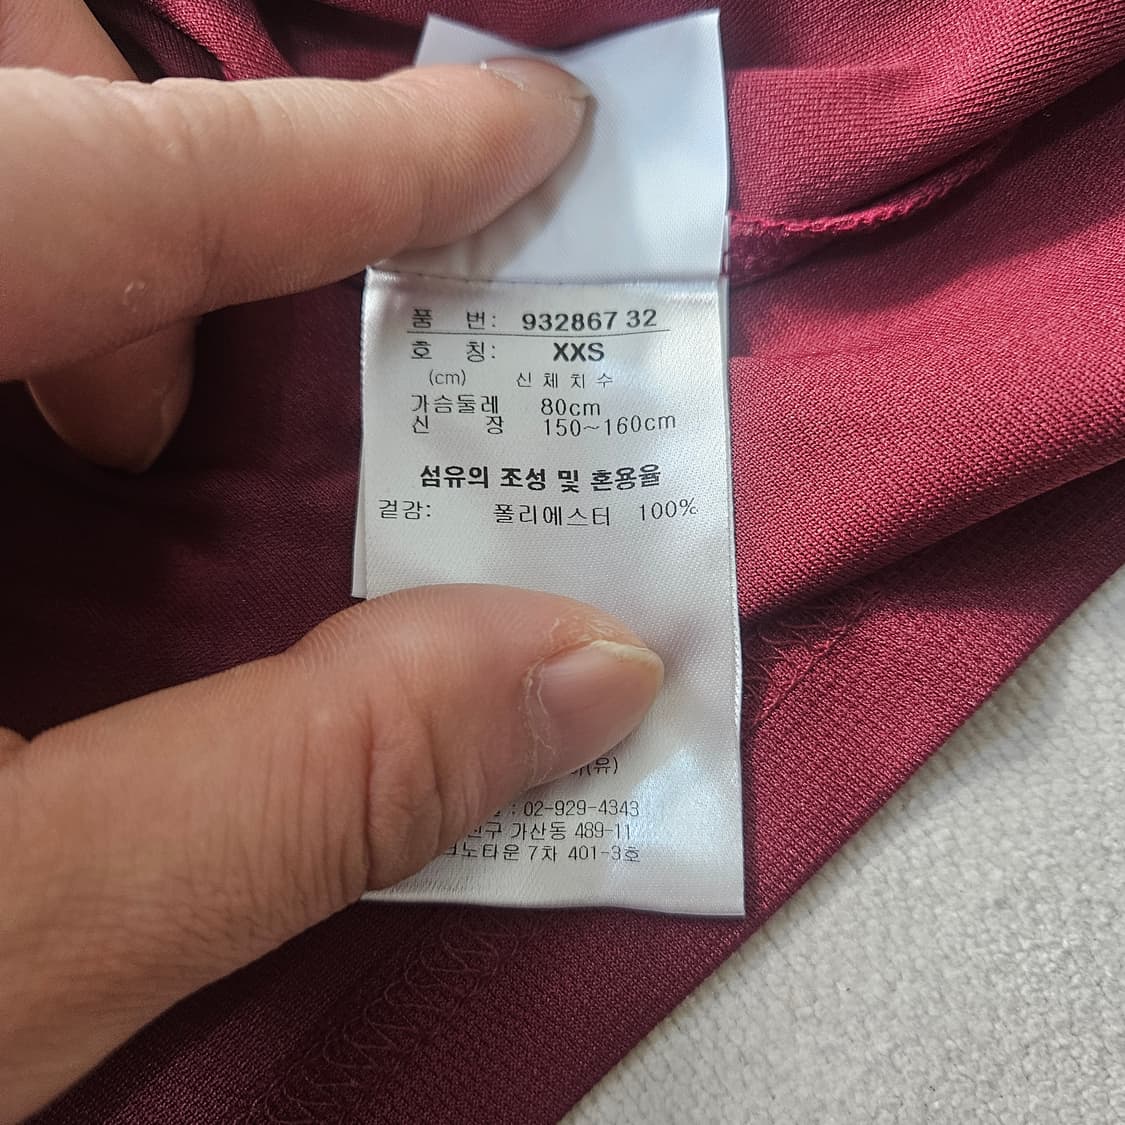 품 번: 932867 32
호 칭: XXS
(cm) 신 체 치 수
가슴둘레 80cm
신 장 150~160cm
섬유의 조성 및 혼용율
겉감: 폴리에스터 100%
(유)
: 02-929-4343
가산동 489-11
7차 401-3호